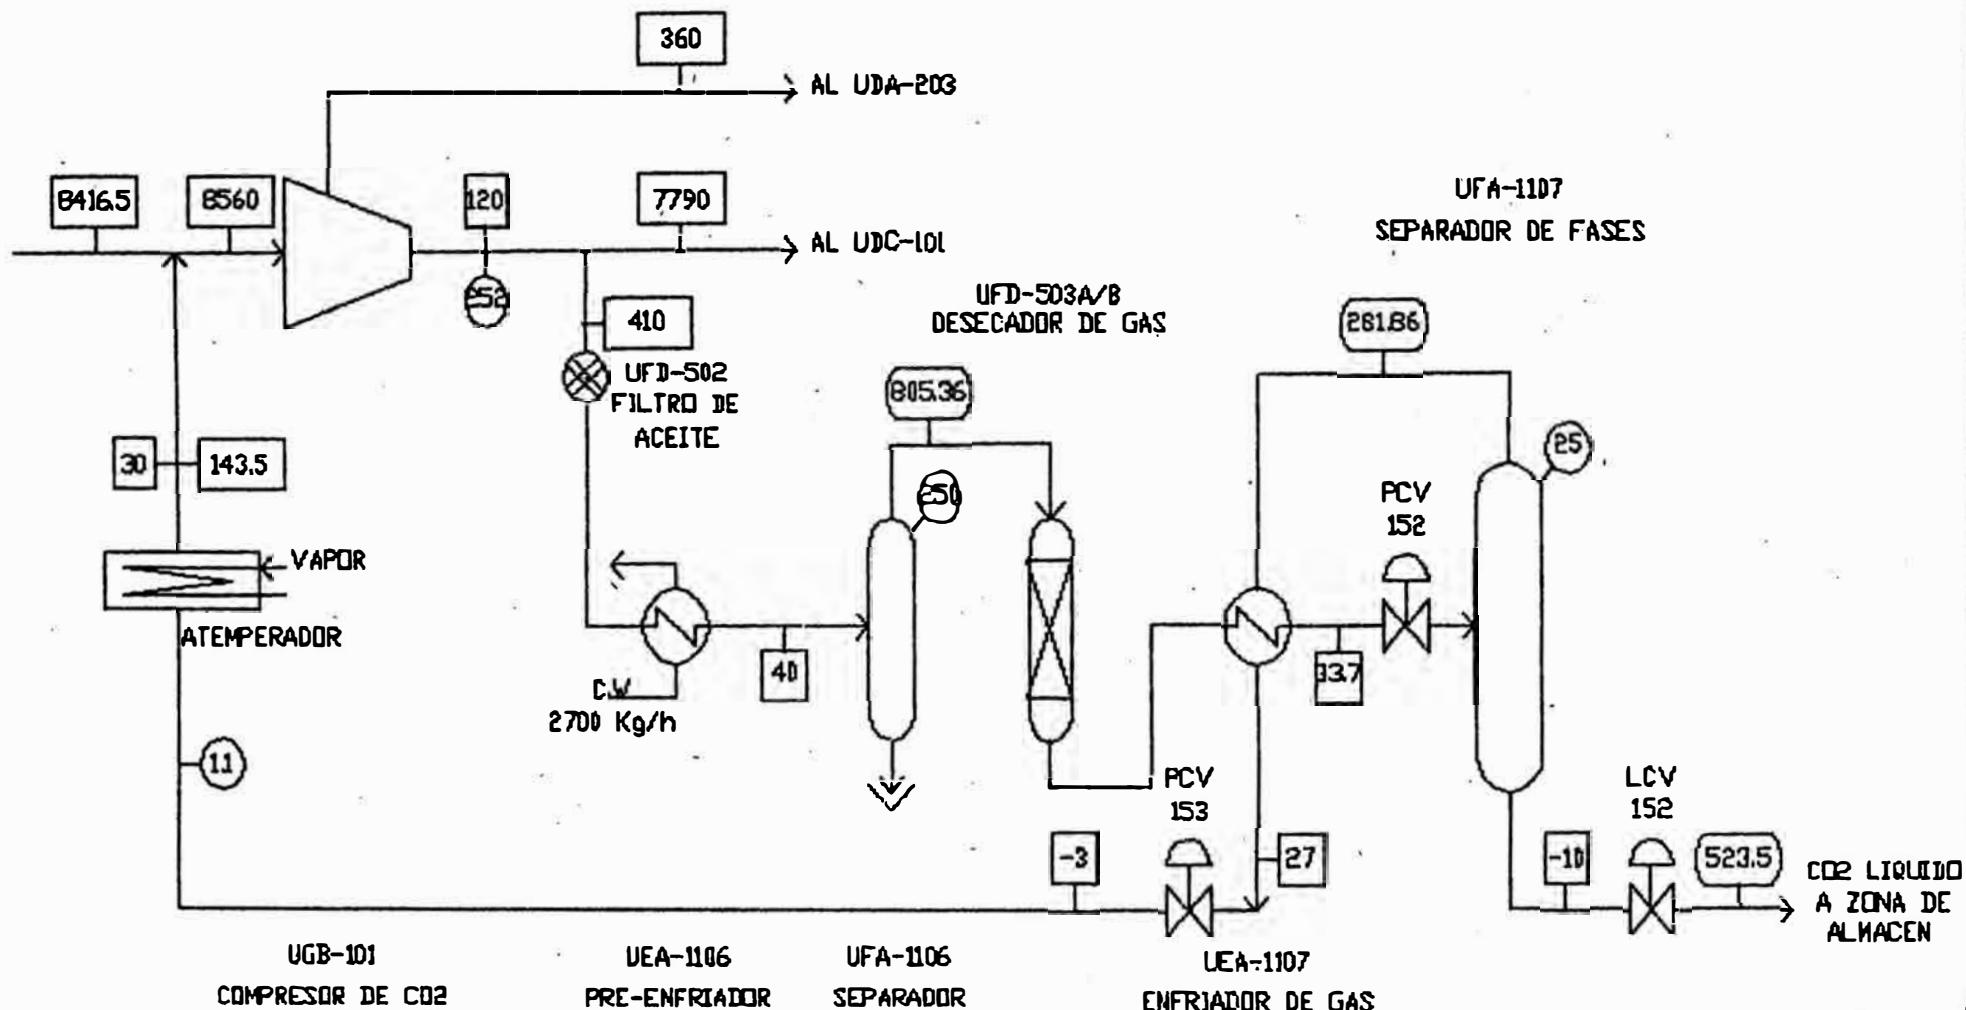 360
AL UDA-203
8416.5
8560
120
7790
AL UDC-101
252
UFA-1107
SEPARADOR DE FASES
410
UFD-503A/B
DESECADOR DE GAS
281.86
UFD-502
FILTRO DE
ACEITE
805.36
25
30
143.5
250
PCV
152
VAPOR
ATEMPERADOR
40
33.7
C.W
2700 Kg/h
1.1
PCV
153
LCV
152
-3
27
-10
523.5
CO2 LIQUIDO
A ZONA DE
ALMACEN
UGB-101
COMPRESOR DE CO2
UEA-1106
PRE-ENFRIADOR
UFA-1106
SEPARADOR
UEA-1107
ENFRIADOR DE GAS